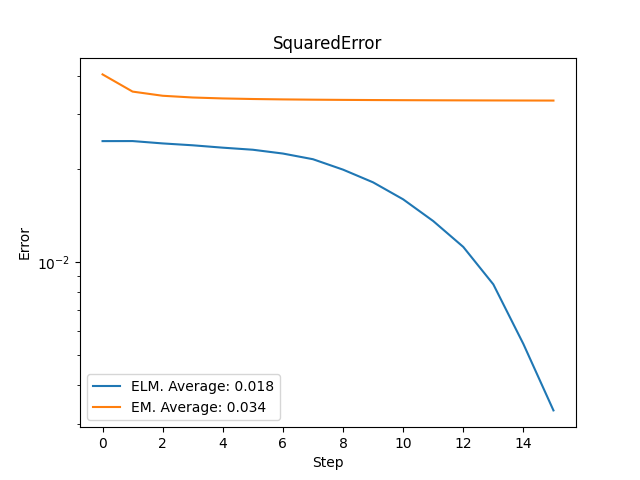 SquaredError
Error
10⁻²
ELM. Average: 0.018
EM. Average: 0.034
0 2 4 6 8 10 12 14
Step